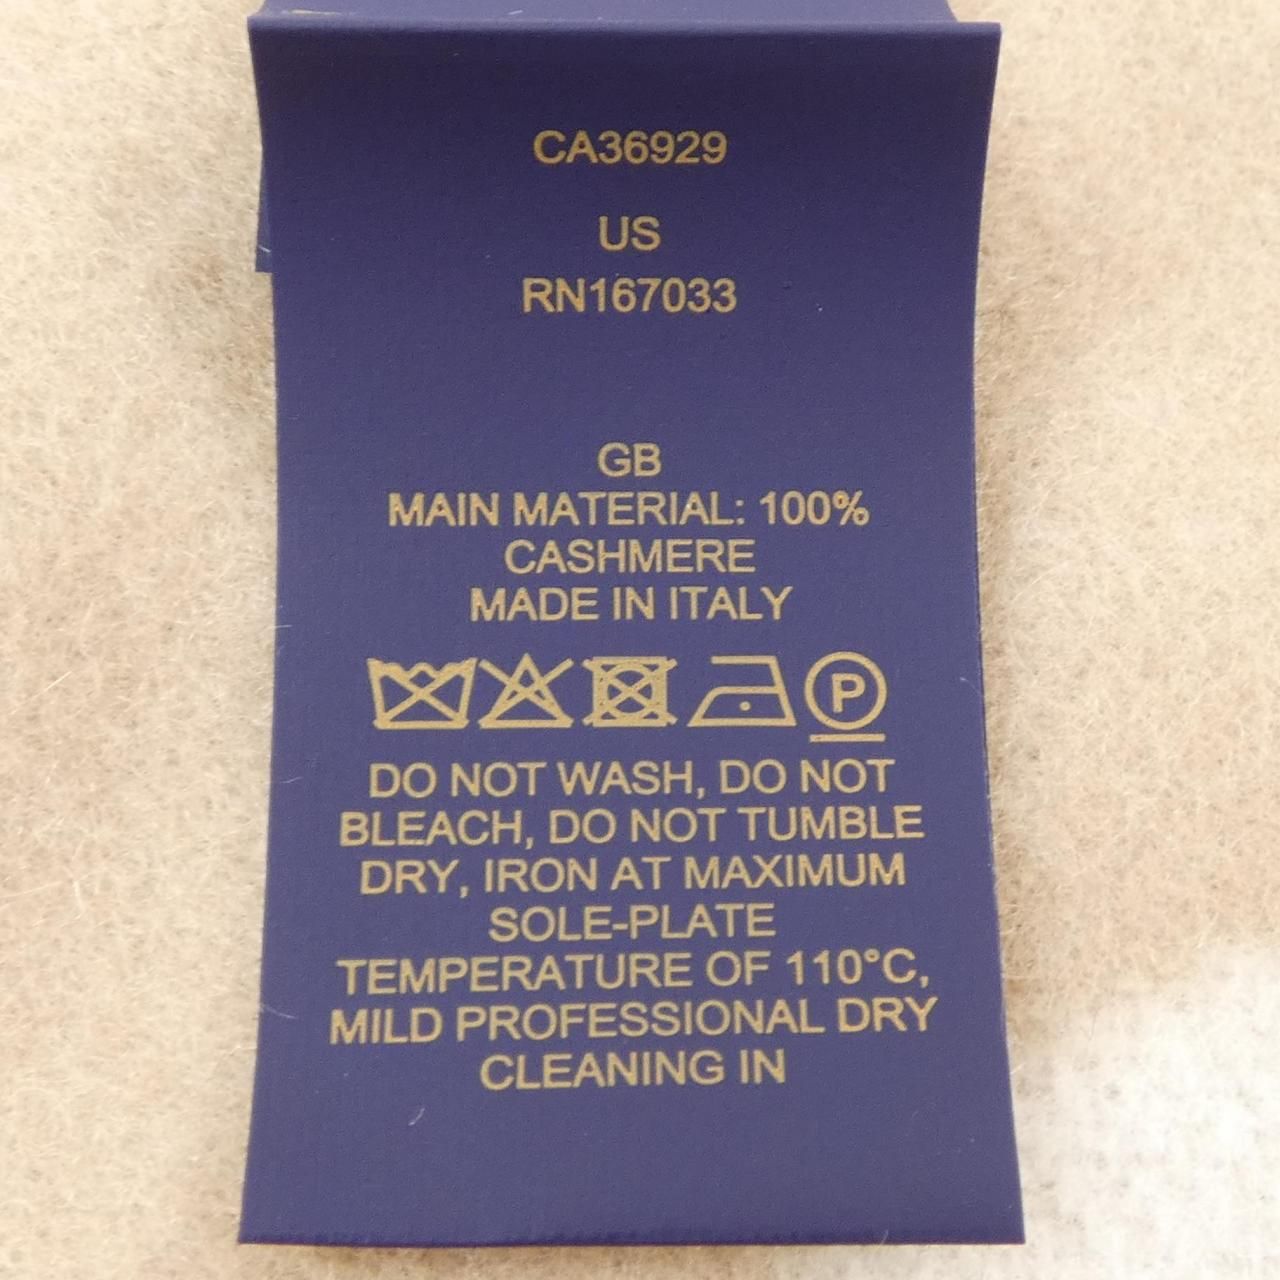 CA36929
US
RN167033
GB
MAIN MATERIAL: 100%
CASHMERE
MADE IN ITALY
P
DO NOT WASH, DO NOT
BLEACH, DO NOT TUMBLE
DRY, IRON AT MAXIMUM
SOLE-PLATE
TEMPERATURE OF 110°C,
MILD PROFESSIONAL DRY
CLEANING IN